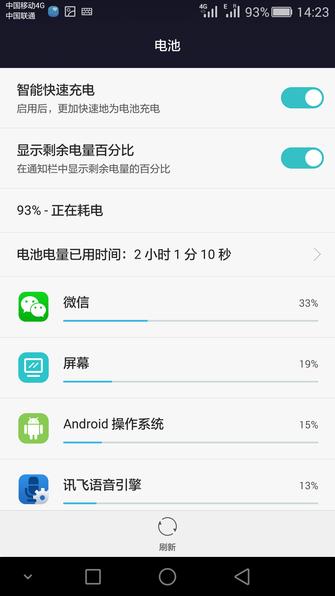 中国移动4G
中国联通
4G
E H
93%
14:23
电池
智能快速充电
启用后，更加快速地为电池充电
显示剩余电量百分比
在通知栏中显示剩余电量的百分比
93% - 正在耗电
电池电量已用时间：2 小时 1 分 10 秒
微信
33%
屏幕
19%
Android 操作系统
15%
讯飞语音引擎
13%
刷新